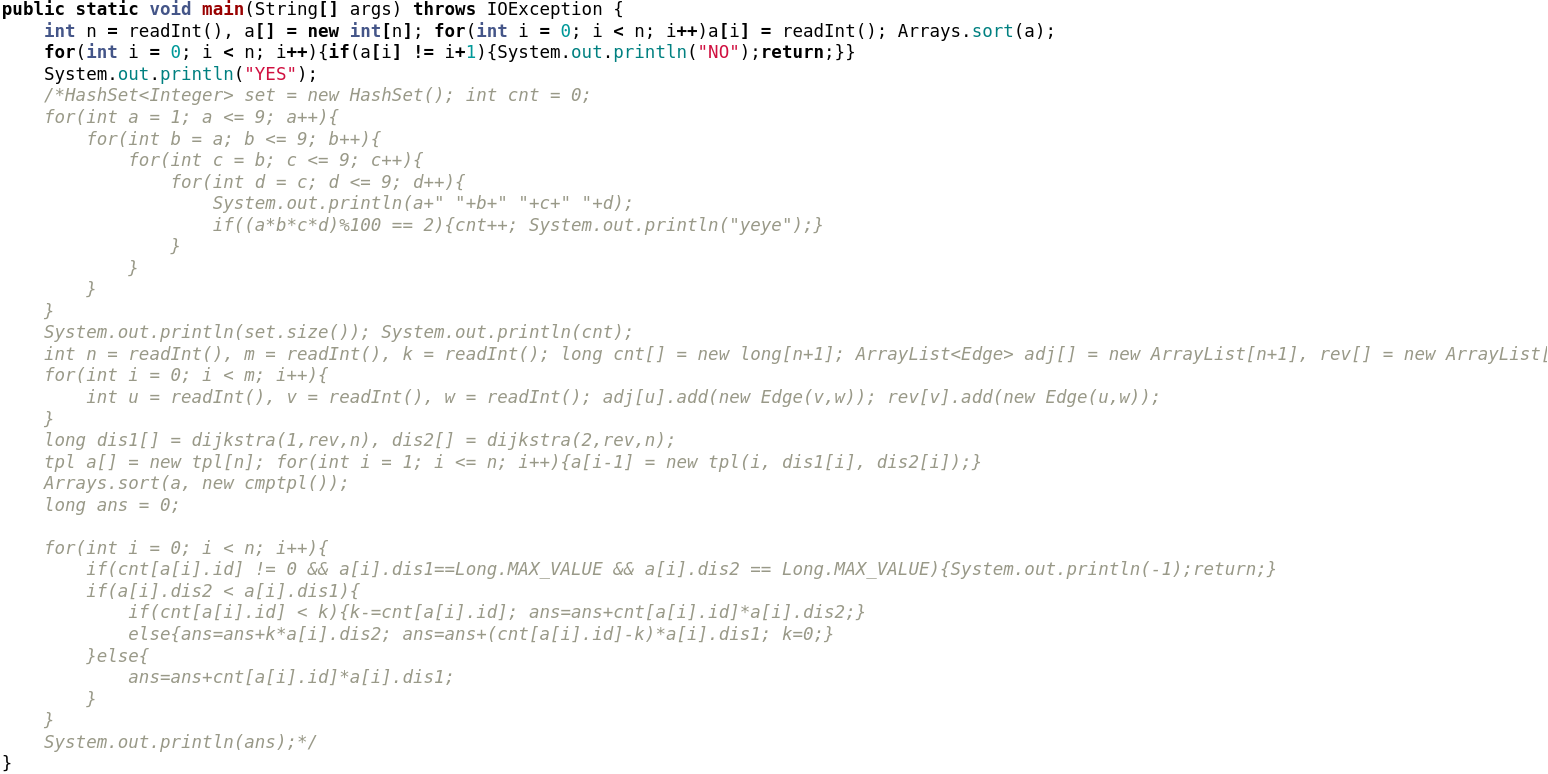 public static void main(String[] args) throws IOException {
    int n = readInt(), a[] = new int[n]; for(int i = 0; i < n; i++)a[i] = readInt(); Arrays.sort(a);
    for(int i = 0; i < n; i++){if(a[i] != i+1){System.out.println("NO");return;}}
    System.out.println("YES");
    /*HashSet<Integer> set = new HashSet(); int cnt = 0;
    for(int a = 1; a <= 9; a++){
        for(int b = a; b <= 9; b++){
            for(int c = b; c <= 9; c++){
                for(int d = c; d <= 9; d++){
                    System.out.println(a+" "+b+" "+c+" "+d);
                    if((a*b*c*d)%100 == 2){cnt++; System.out.println("yeye");}
                }
            }
        }
    }
    System.out.println(set.size()); System.out.println(cnt);
    int n = readInt(), m = readInt(), k = readInt(); long cnt[] = new long[n+1]; ArrayList<Edge> adj[] = new ArrayList[n+1], rev[] = new ArrayList[
    for(int i = 0; i < m; i++){
        int u = readInt(), v = readInt(), w = readInt(); adj[u].add(new Edge(v,w)); rev[v].add(new Edge(u,w));
    }
    long dis1[] = dijkstra(1,rev,n), dis2[] = dijkstra(2,rev,n);
    tpl a[] = new tpl[n]; for(int i = 1; i <= n; i++){a[i-1] = new tpl(i, dis1[i], dis2[i]);}
    Arrays.sort(a, new cmptpl());
    long ans = 0;

    for(int i = 0; i < n; i++){
        if(cnt[a[i].id] != 0 && a[i].dis1==Long.MAX_VALUE && a[i].dis2 == Long.MAX_VALUE){System.out.println(-1);return;}
        if(a[i].dis2 < a[i].dis1){
            if(cnt[a[i].id] < k){k-=cnt[a[i].id]; ans=ans+cnt[a[i].id]*a[i].dis2;}
            else{ans=ans+k*a[i].dis2; ans=ans+(cnt[a[i].id]-k)*a[i].dis1; k=0;}
        }else{
            ans=ans+cnt[a[i].id]*a[i].dis1;
        }
    }
    System.out.println(ans);*/
}